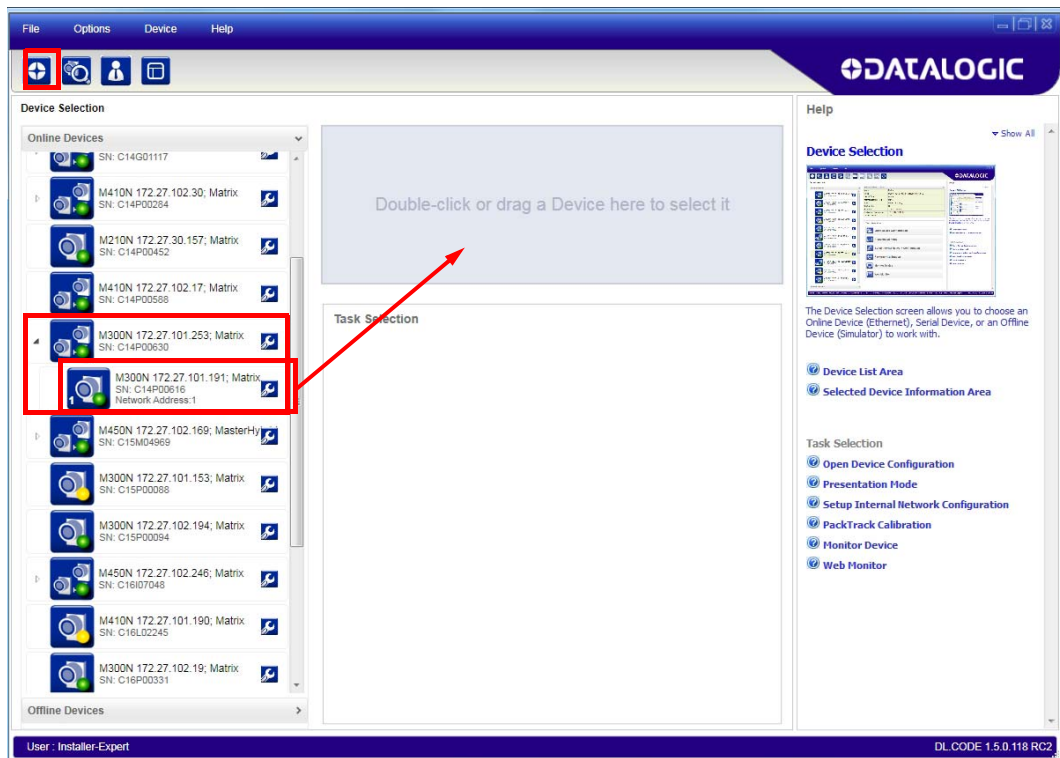 File Options Device Help
DATALOGIC
Device Selection
Online Devices
SN: C14G01117
M410N 172.27.102.30; Matrix
SN: C14P00284
M210N 172.27.30.157; Matrix
SN: C14P00452
M410N 172.27.102.17; Matrix
SN: C14P00588
M300N 172.27.101.253; Matrix
SN: C14P00630
M300N 172.27.101.191; Matrix
SN: C14P00616
Network Address:1
1
M450N 172.27.102.169; MasterHy
SN: C15M04969
M300N 172.27.101.153; Matrix
SN: C15P00088
M300N 172.27.102.194; Matrix
SN: C15P00094
M450N 172.27.102.246; Matrix
SN: C16I07048
M410N 172.27.101.190; Matrix
SN: C16L02245
M300N 172.27.102.19; Matrix
SN: C16P00331
Offline Devices
Double-click or drag a Device here to select it
Task Selection
Help
Show All
Device Selection
DATALOGIC
The Device Selection screen allows you to choose an
Online Device (Ethernet), Serial Device, or an Offline
Device (Simulator) to work with.
Device List Area
Selected Device Information Area
Task Selection
Open Device Configuration
Presentation Mode
Setup Internal Network Configuration
PackTrack Calibration
Monitor Device
Web Monitor
User : Installer-Expert
DL.CODE 1.5.0.118 RC2